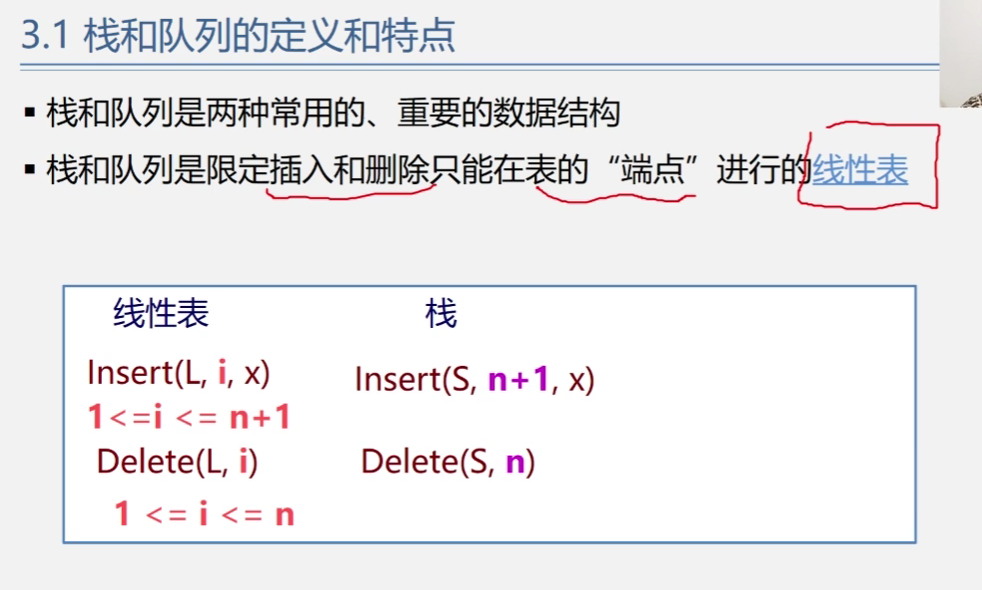 3.1 栈和队列的定义和特点
▪ 栈和队列是两种常用的、重要的数据结构
▪ 栈和队列是限定插入和删除只能在表的“端点”进行的线性表
线性表 栈
Insert(L, i, x) Insert(S, n+1, x)
1<=i <= n+1
Delete(L, i) Delete(S, n)
1 <= i <= n